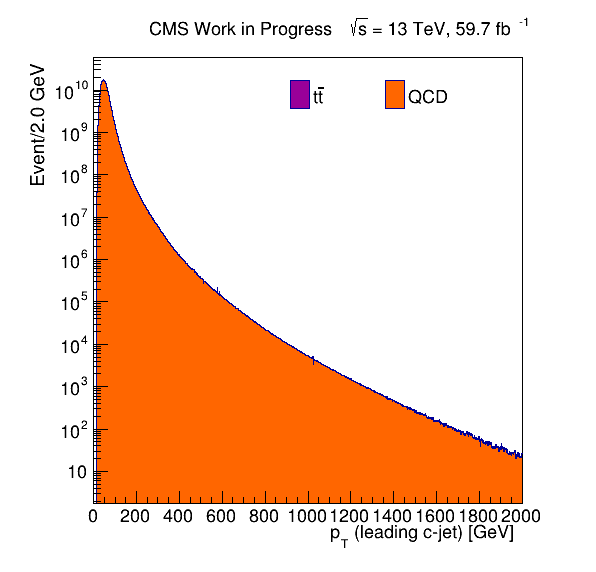 CMS Work in Progress √s = 13 TeV, 59.7 fb⁻¹
Event/2.0 GeV
tt̄ QCD
10¹⁰
10⁹
10⁸
10⁷
10⁶
10⁵
10⁴
10³
10²
10
0 200 400 600 800 1000 1200 1400 1600 1800 2000
p_T (leading c-jet) [GeV]